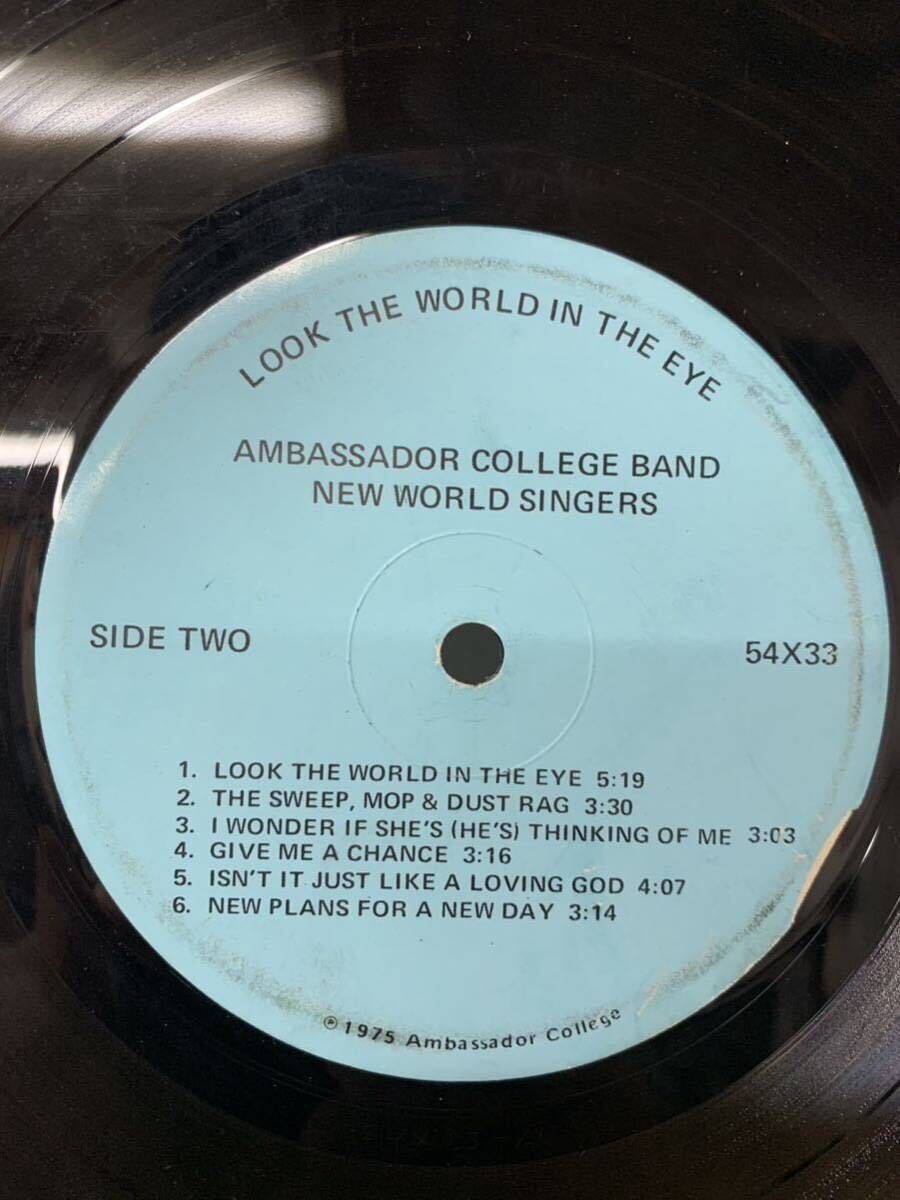 LOOK THE WORLD IN THE EYE
AMBASSADOR COLLEGE BAND
NEW WORLD SINGERS
SIDE TWO
54X33
1. LOOK THE WORLD IN THE EYE 5:19
2. THE SWEEP, MOP & DUST RAG 3:30
3. I WONDER IF SHE'S (HE'S) THINKING OF ME 3:03
4. GIVE ME A CHANCE 3:16
5. ISN'T IT JUST LIKE A LOVING GOD 4:07
6. NEW PLANS FOR A NEW DAY 3:14
℗ 1975 Ambassador College